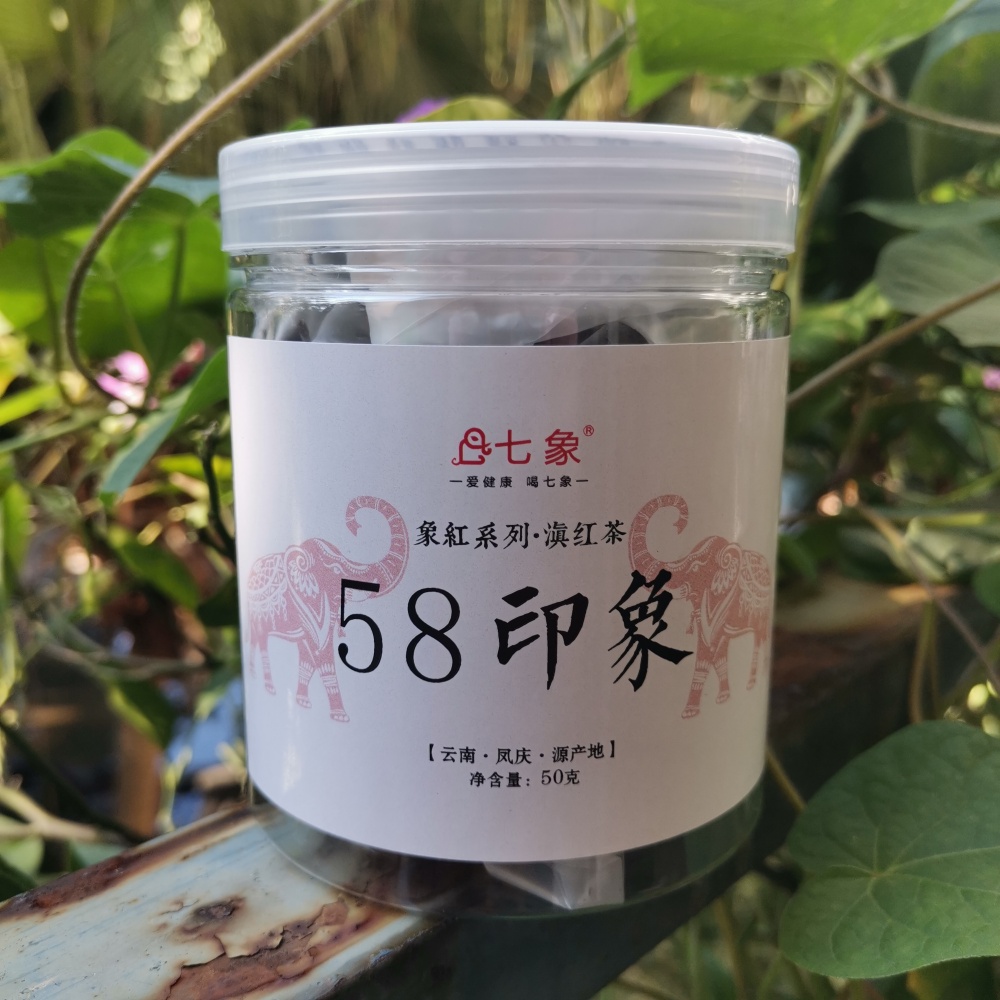 七象®
爱健康 喝七象
象紅系列·滇红茶
58印象
【云南·凤庆·源产地】
净含量：50克